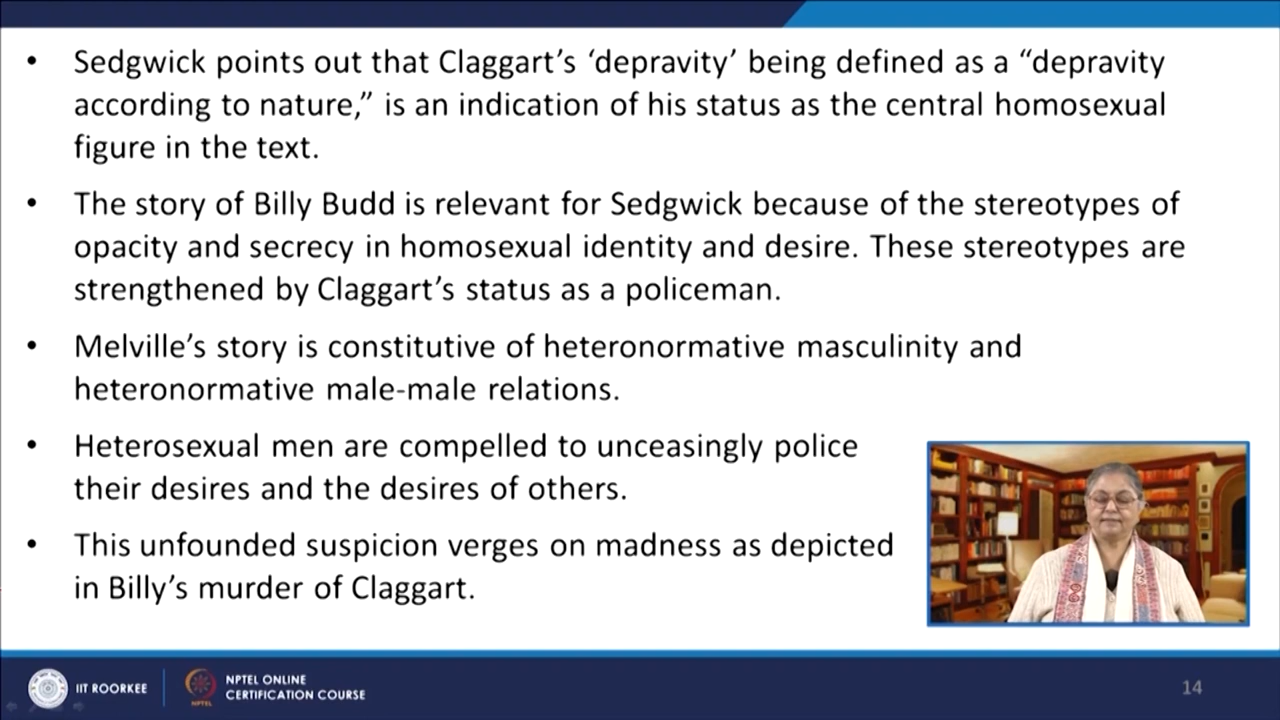 • Sedgwick points out that Claggart’s ‘depravity’ being defined as a “depravity
according to nature,” is an indication of his status as the central homosexual
figure in the text.
• The story of Billy Budd is relevant for Sedgwick because of the stereotypes of
opacity and secrecy in homosexual identity and desire. These stereotypes are
strengthened by Claggart’s status as a policeman.
• Melville’s story is constitutive of heteronormative masculinity and
heteronormative male-male relations.
• Heterosexual men are compelled to unceasingly police
their desires and the desires of others.
• This unfounded suspicion verges on madness as depicted
in Billy’s murder of Claggart.
IIT ROORKEE
NPTEL
NPTEL ONLINE
CERTIFICATION COURSE
14